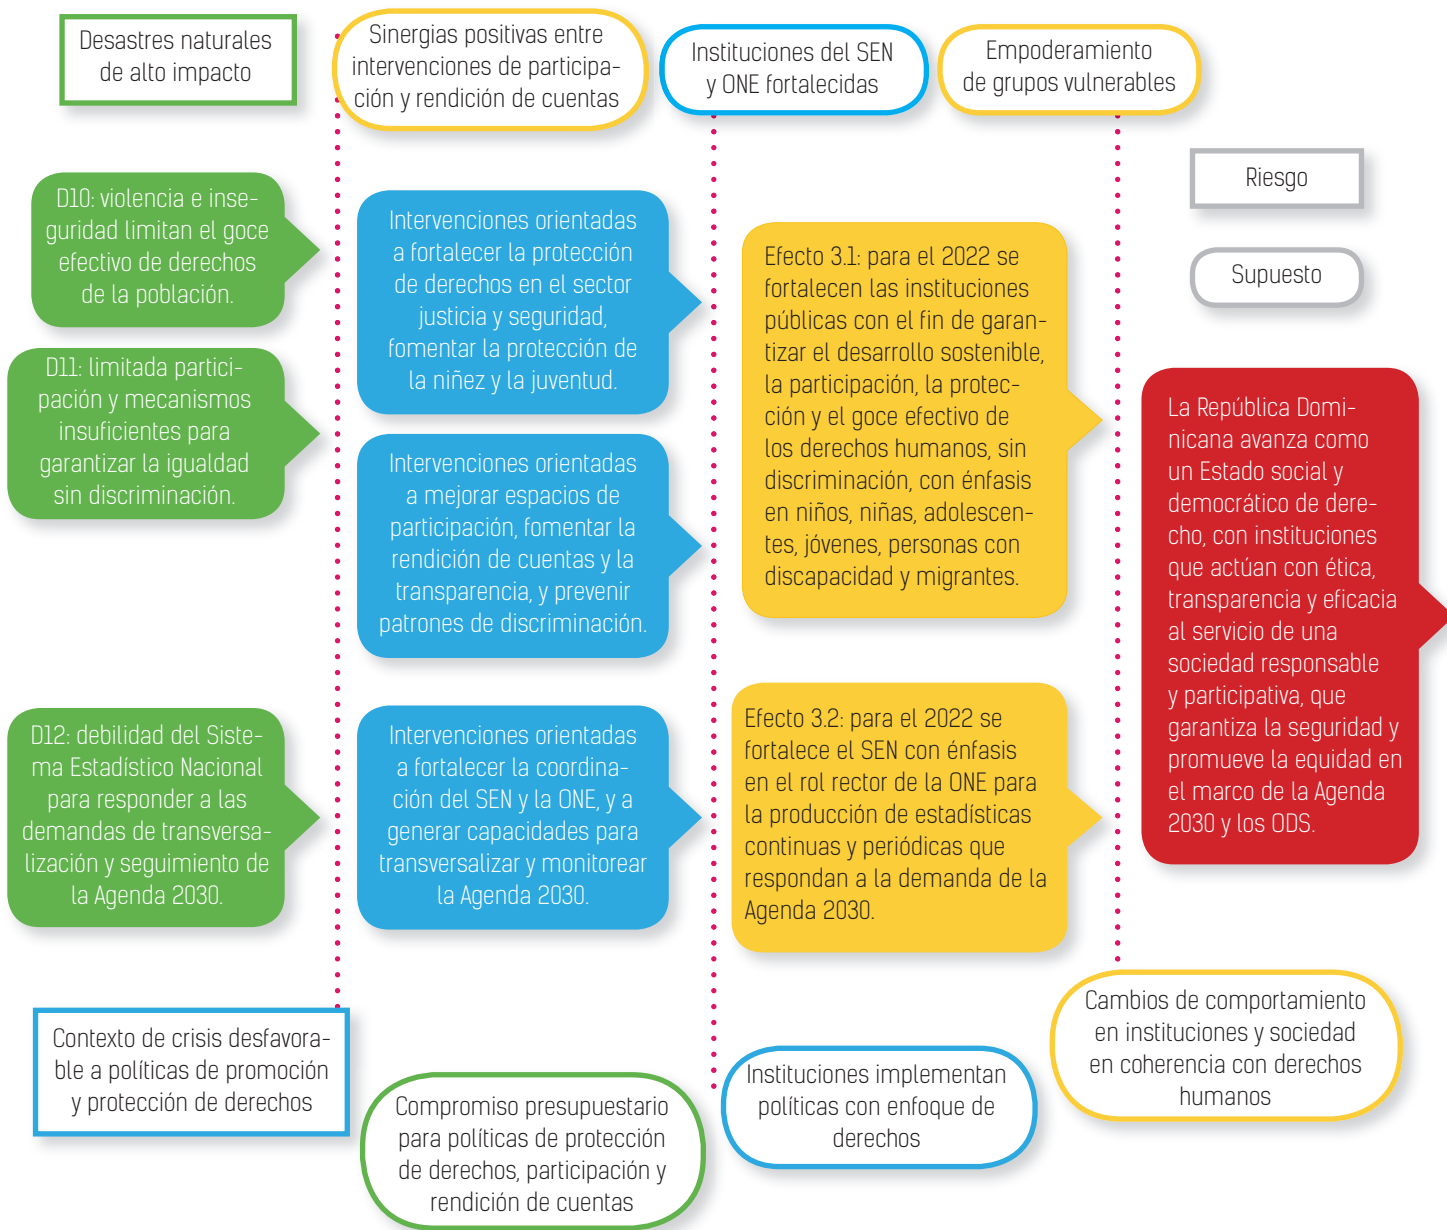 Desastres naturales
de alto impacto
Sinergias positivas entre
intervenciones de participa-
ción y rendición de cuentas
Instituciones del SEN
y ONE fortalecidas
Empoderamiento
de grupos vulnerables
Riesgo
Supuesto
D10: violencia e inse-
guridad limitan el goce
efectivo de derechos
de la población.
D11: limitada partici-
pación y mecanismos
insuficientes para
garantizar la igualdad
sin discriminación.
D12: debilidad del Siste-
ma Estadístico Nacional
para responder a las
demandas de transversa-
lización y seguimiento de
la Agenda 2030.
Intervenciones orientadas
a fortalecer la protección
de derechos en el sector
justicia y seguridad,
fomentar la protección de
la niñez y la juventud.
Intervenciones orientadas
a mejorar espacios de
participación, fomentar la
rendición de cuentas y la
transparencia, y prevenir
patrones de discriminación.
Intervenciones orientadas
a fortalecer la coordina-
ción del SEN y la ONE, y a
generar capacidades para
transversalizar y monitorear
la Agenda 2030.
Efecto 3.1: para el 2022 se
fortalecen las instituciones
públicas con el fin de garan-
tizar el desarrollo sostenible,
la participación, la protec-
ción y el goce efectivo de
los derechos humanos, sin
discriminación, con énfasis
en niños, niñas, adolescen-
tes, jóvenes, personas con
discapacidad y migrantes.
Efecto 3.2: para el 2022 se
fortalece el SEN con énfasis
en el rol rector de la ONE para
la producción de estadísticas
continuas y periódicas que
respondan a la demanda de la
Agenda 2030.
La República Domi-
nicana avanza como
un Estado social y
democrático de dere-
cho, con instituciones
que actúan con ética,
transparencia y eficacia
al servicio de una
sociedad responsable
y participativa, que
garantiza la seguridad y
promueve la equidad en
el marco de la Agenda
2030 y los ODS.
Contexto de crisis desfavora-
ble a políticas de promoción
y protección de derechos
Compromiso presupuestario
para políticas de protección
de derechos, participación y
rendición de cuentas
Instituciones implementan
políticas con enfoque de
derechos
Cambios de comportamiento
en instituciones y sociedad
en coherencia con derechos
humanos